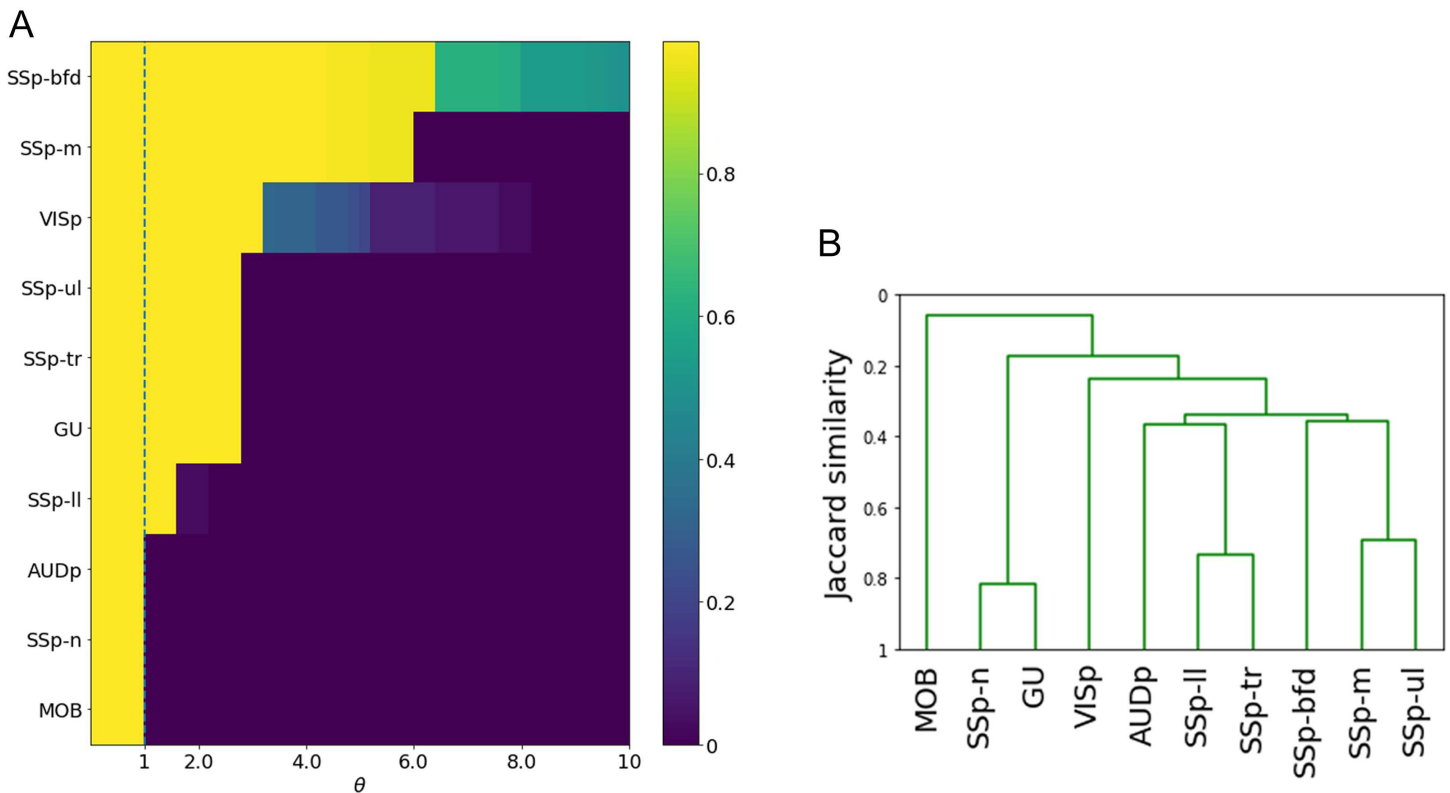 A
SSp-bfd
SSp-m
VISp
SSp-ul
SSp-tr
GU
SSp-ll
AUDp
SSp-n
MOB
1 2.0 4.0 6.0 8.0 10
θ
0.8
0.6
0.4
0.2
0
B
Jaccard similarity
0
0.2
0.4
0.6
0.8
1
MOB
SSp-n
GU
VISp
AUDp
SSp-ll
SSp-tr
SSp-bfd
SSp-m
SSp-ul